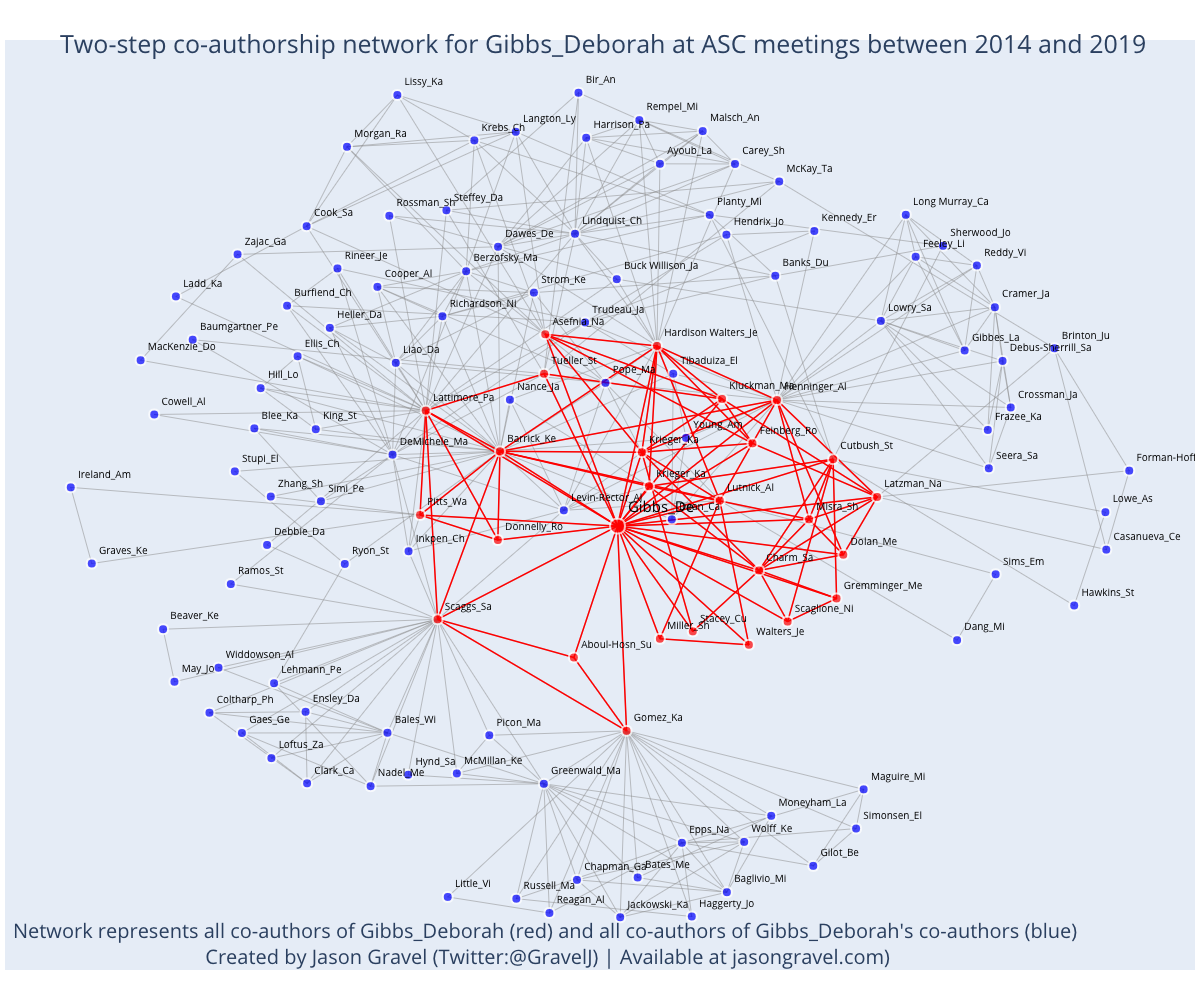 Two-step co-authorship network for Gibbs_Deborah at ASC meetings between 2014 and 2019
Lissy_Ka
Bir_An
Rempel_Mi
Langton_Ly
Malsch_An
Krebs_Ch
Harrison_Pa
Morgan_Ra
Ayoub_La
Carey_Sh
McKay_Ta
Steffey_Da
Rossman_Sh
Planty_Mi
Long Murray_Ca
Cook_Sa
Lindquist_Ch
Hendrix_Jo
Kennedy_Er
Dawes_De
Sherwood_Jo
Zajac_Ga
Feeley_Li
Reddy_Vi
Rineer_Je
Berzofsky_Ma
Buck Willison_Ja
Banks_Du
Cooper_Al
Strom_Ke
Ladd_Ka
Burfiend_Ch
Richardson_Ni
Cramer_Ja
Heller_Da
Trudeau_Ja
Lowry_Sa
Asefnia_Na
Baumgartner_Pe
Hardison Walters_Je
Gibbes_La
Brinton_Ju
MacKenzie_Do
Ellis_Ch
Liao_Da
Debus-Sherrill_Sa
Tueller_St
Tibaduiza_El
Pope_Ma
Hill_Lo
Nance_Ja
Kluckman_Ma
Henninger_Al
Lattimore_Pa
Crossman_Ja
Cowell_Al
Blee_Ka
King_St
Frazee_Ka
Young_Am
Feinberg_Ro
DeMichele_Ma
Barrick_Ke
Krieger_Ka
Cutbush_St
Seera_Sa
Forman-Hoff
Stupi_El
Ireland_Am
Krieger_Ka
Latzman_Na
Zhang_Sh
Simi_Pe
Lutnick_Al
Levin-Rector_Al
Lowe_As
Pitts_Wa
Gibbs_De
Dean_Ca
Misra_Sh
Donnelly_Ro
Debble_Da
Inkpen_Ch
Casanueva_Ce
Graves_Ke
Ryon_St
Dolan_Me
Charm_Sa
Sims_Em
Ramos_St
Gremminger_Me
Hawkins_St
Scaggs_Sa
Scaglione_Ni
Beaver_Ke
Stacey_Cu
Miller_Sh
Walters_Je
Dang_Mi
Aboul-Hosn_Su
Widdowson_Al
May_Jo
Lehmann_Pe
Coltharp_Ph
Ensley_Da
Gaes_Ge
Bales_Wi
Picon_Ma
Gomez_Ka
Loftus_Za
Hynd_Sa
McMillan_Ke
Clark_Ca
Nadel_Me
Greenwald_Ma
Maguire_Mi
Moneyham_La
Simonsen_El
Epps_Na
Wolff_Ke
Gilot_Be
Chapman_Ga
Bates_Me
Little_Vi
Russell_Ma
Baglivio_Mi
Reagan_Al
Jackowski_Ka
Haggerty_Jo
Network represents all co-authors of Gibbs_Deborah (red) and all co-authors of Gibbs_Deborah's co-authors (blue)
Created by Jason Gravel (Twitter:@GravelJ) | Available at jasongravel.com)